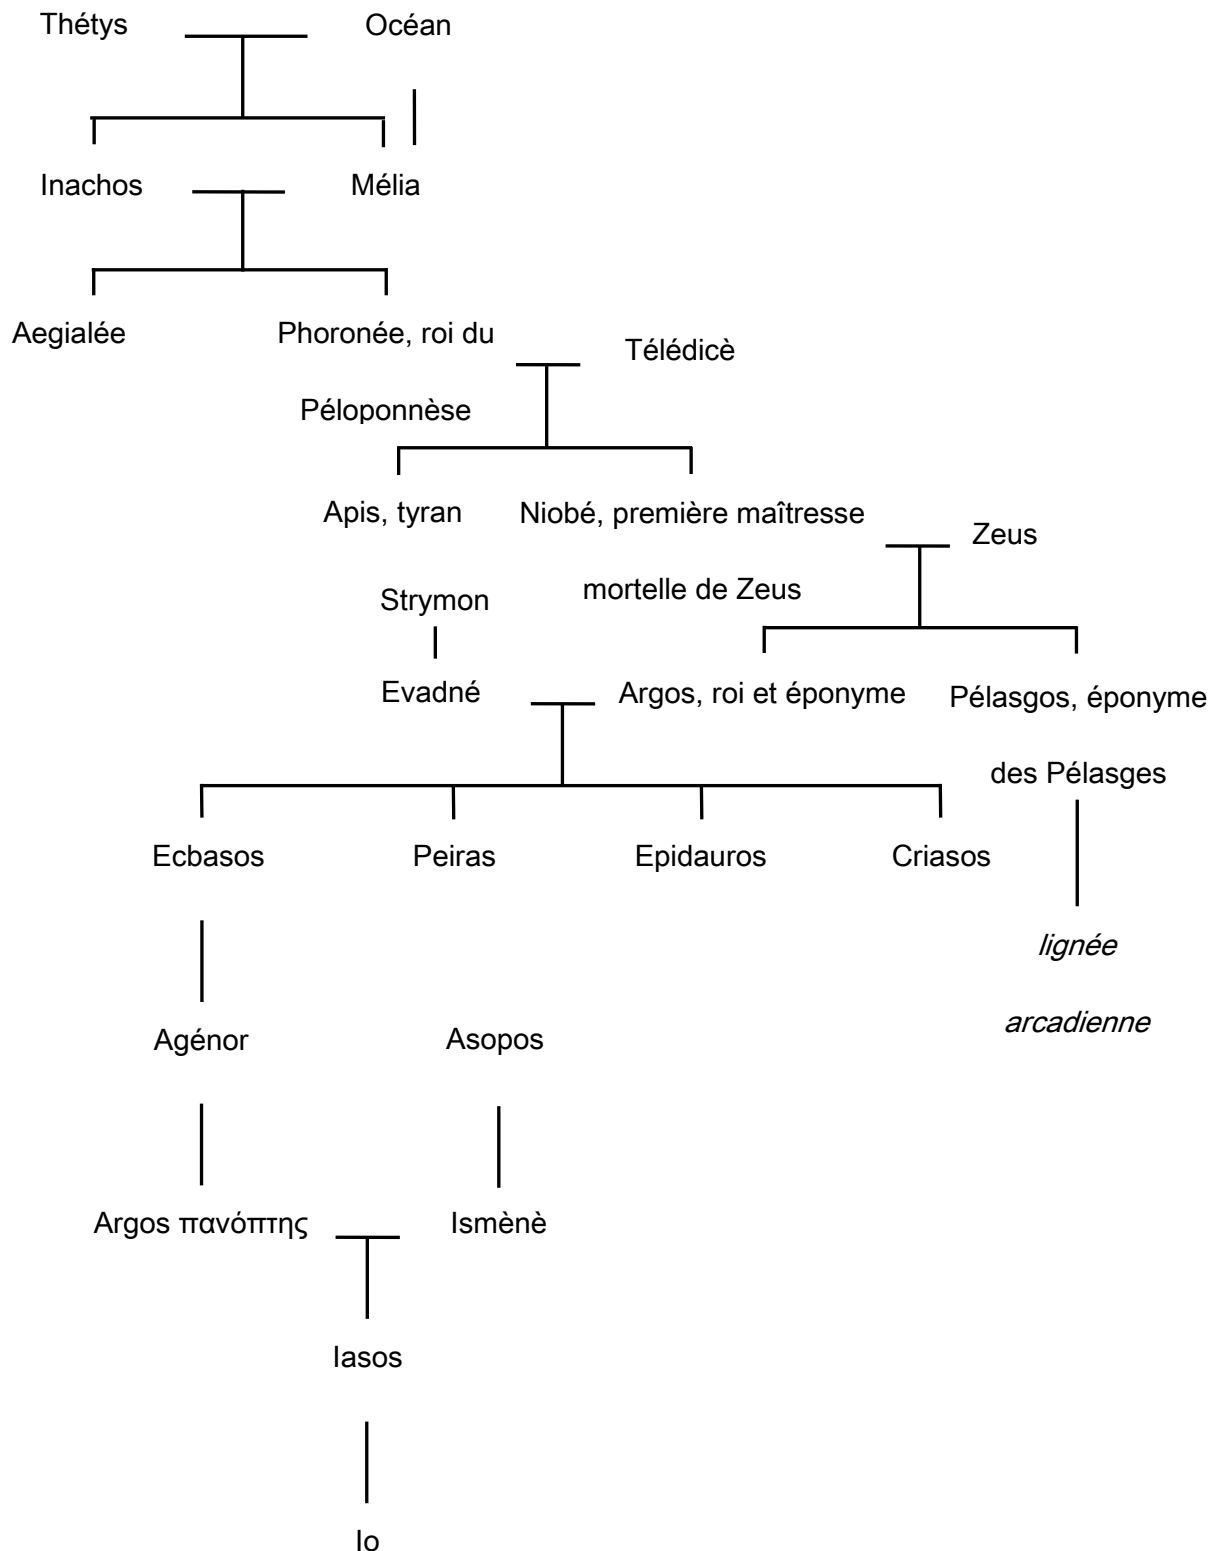 Thétys Océan
Inachos Mélia
Aegialée Phoronée, roi du Télédicè
Péloponnèse
Apis, tyran Niobé, première maîtresse Zeus
Strymon mortelle de Zeus
Evadné Argos, roi et éponyme Pélasgos, éponyme
des Pélasges
Ecbasos Peiras Epidauros Criasos
lignée
arcadienne
Agénor Asopos
Argos πανόπτης Ismènè
Iasos
Io